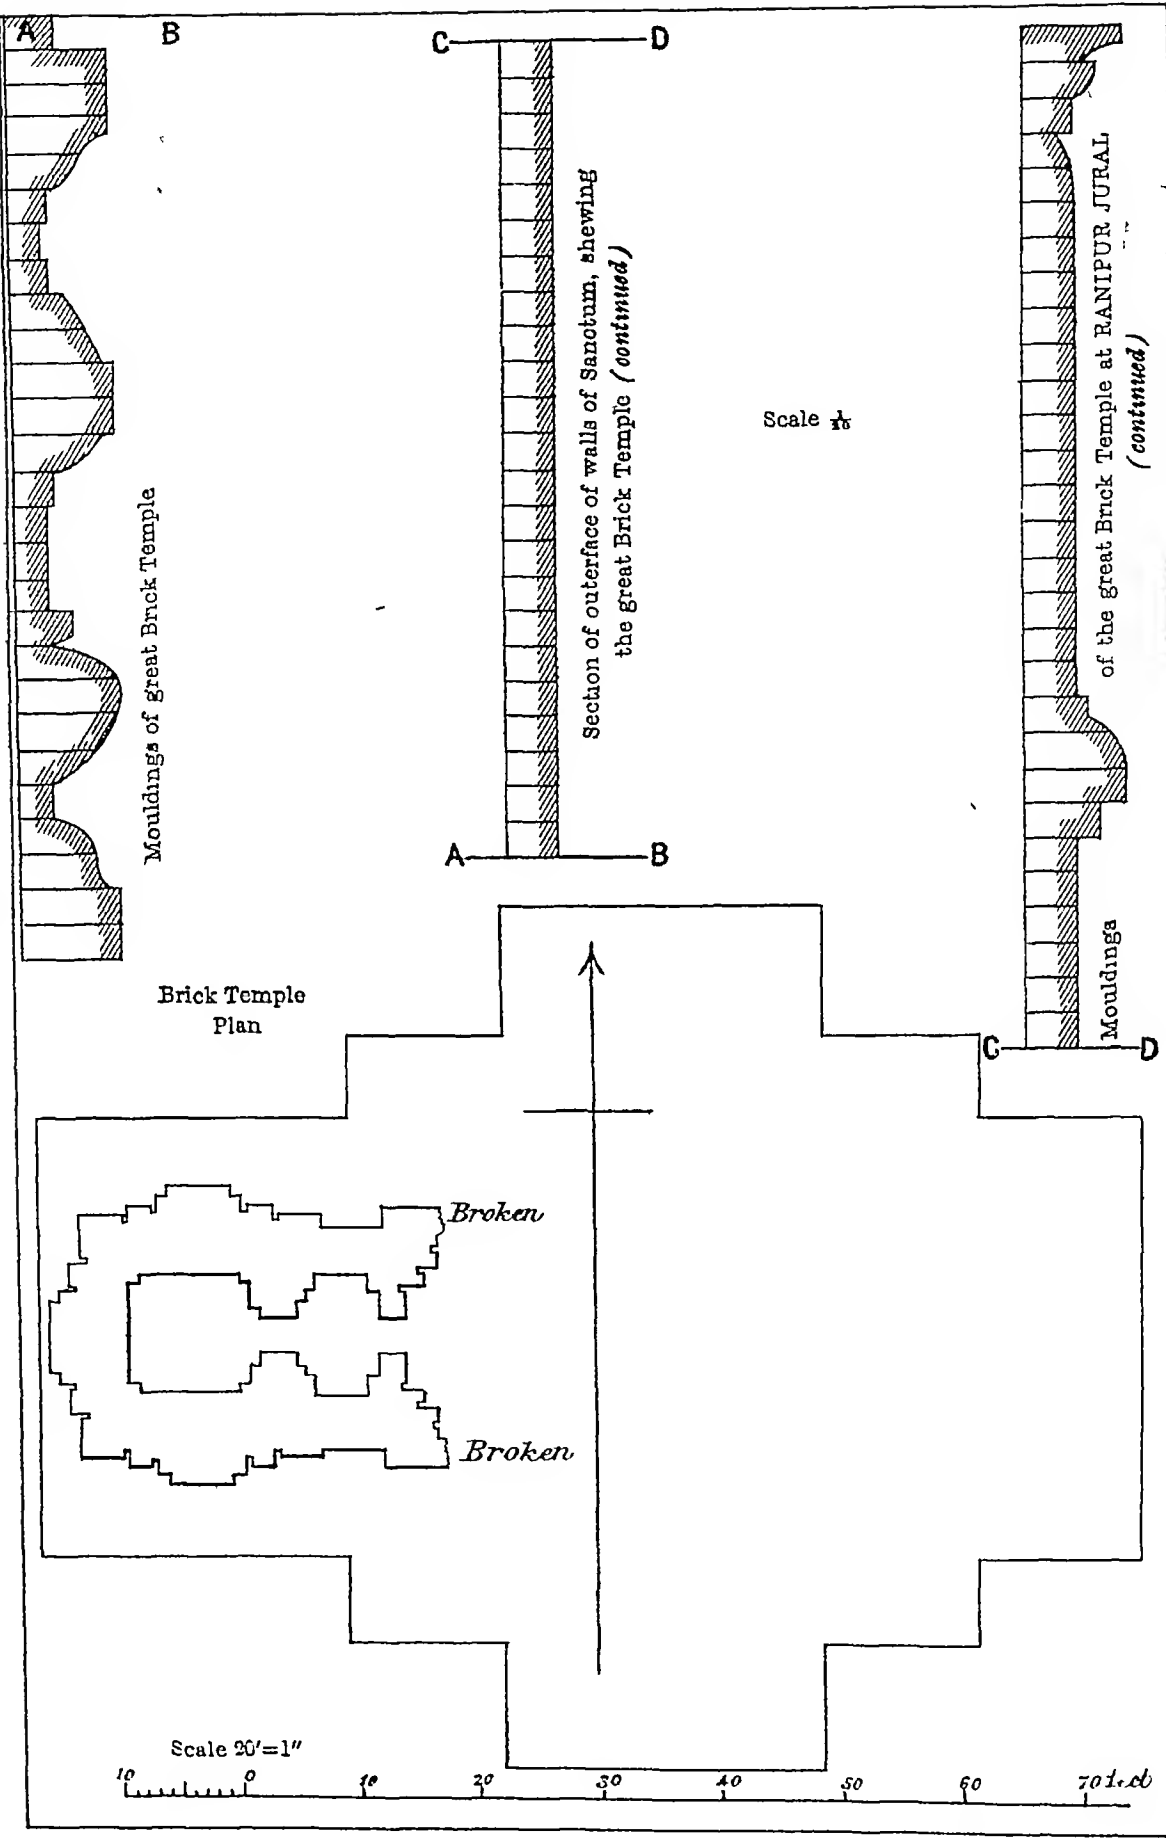 A B
C D
Mouldings of great Brick Temple
Section of outerface of walls of Sanctum, shewing
the great Brick Temple (continued)
Scale
of the great Brick Temple at RANIPUR JURAL
(continued)
Mouldings
A B
C D
Brick Temple
Plan
Broken
Broken
Scale 20'=1"
10 0 10 20 30 40 50 60 70 feet